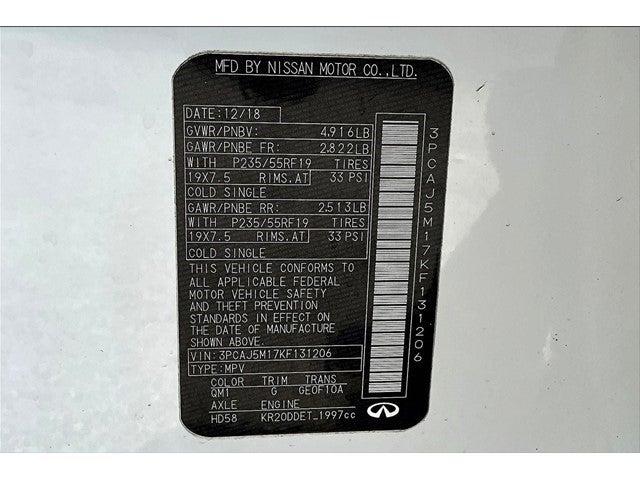 MFD BY NISSAN MOTOR CO.,LTD.
DATE:12/18
GVWR/PNBV: 4,916LB
GAWR/PNBE FR: 2,822LB
WITH P235/55RF19 TIRES
19X7.5 RIMS.AT 33 PSI
COLD SINGLE
GAWR/PNBE RR: 2,513LB
WITH P235/55RF19 TIRES
19X7.5 RIMS.AT 33 PSI
COLD SINGLE
THIS VEHICLE CONFORMS TO
ALL APPLICABLE FEDERAL
MOTOR VEHICLE SAFETY
AND THEFT PREVENTION
STANDARDS IN EFFECT ON
THE DATE OF MANUFACTURE
SHOWN ABOVE.
VIN:3PCAJ5M17KF131206
TYPE:MPV
COLOR TRIM TRANS
QM1 G GE0F10A
AXLE ENGINE
HD58 KR20DDET_1997cc
3PCAJ5M17KF131206